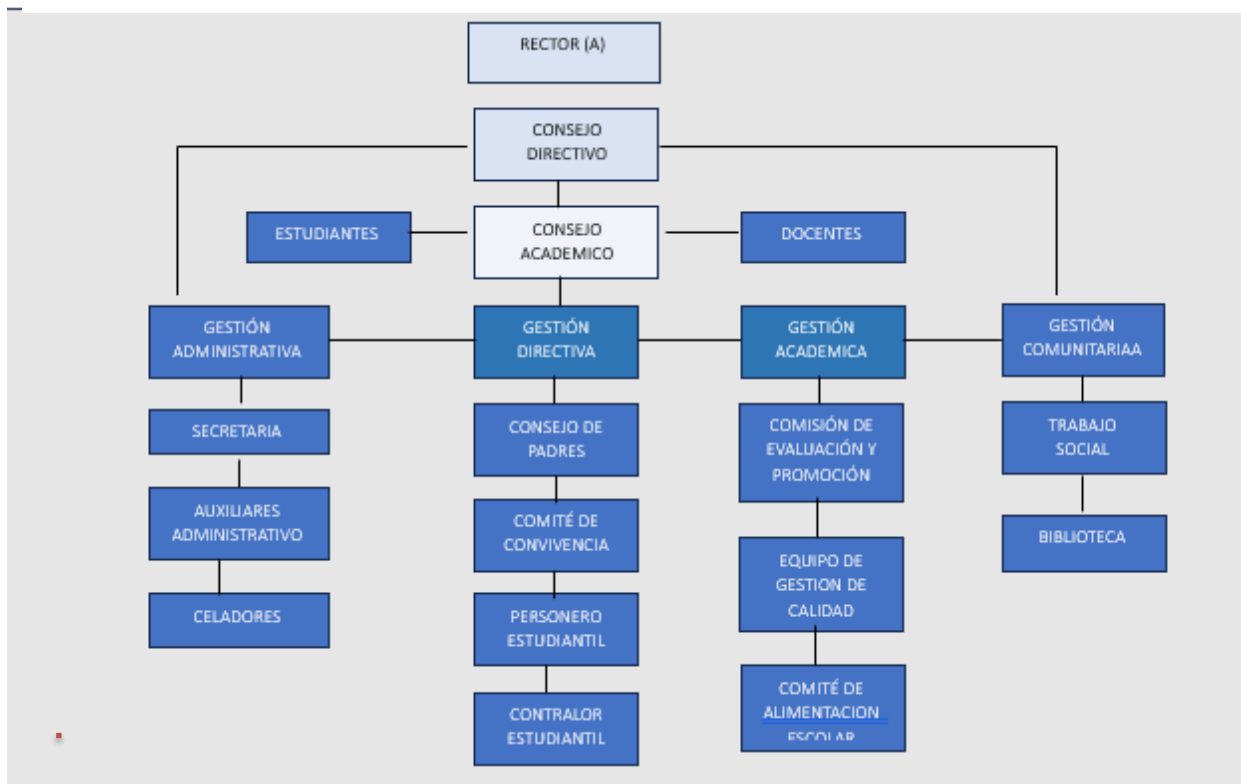 RECTOR (A)
CONSEJO
DIRECTIVO
ESTUDIANTES
CONSEJO
ACADEMICO
DOCENTES
GESTIÓN
ADMINISTRATIVA
GESTIÓN
DIRECTIVA
GESTIÓN
ACADEMICA
GESTIÓN
COMUNITARIAA
SECRETARIA
AUXILIARES
ADMINISTRATIVO
CELADORES
CONSEJO DE
PADRES
COMITÉ DE
CONVIVENCIA
PERSONERO
ESTUDIANTIL
CONTRALOR
ESTUDIANTIL
COMISIÓN DE
EVALUACIÓN Y
PROMOCIÓN
EQUIPO DE
GESTION DE
CALIDAD
COMITÉ DE
ALIMENTACION
ESCOLAR
TRABAJO
SOCIAL
BIBLIOTECA